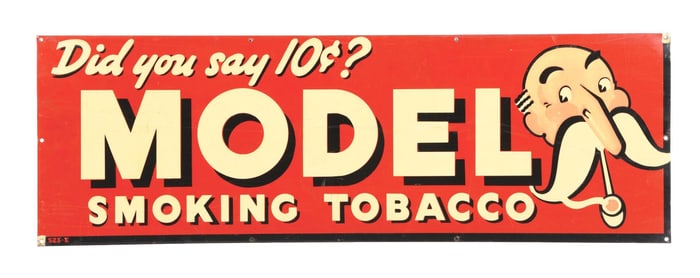 Did you say 10¢?
MODEL
SMOKING TOBACCO